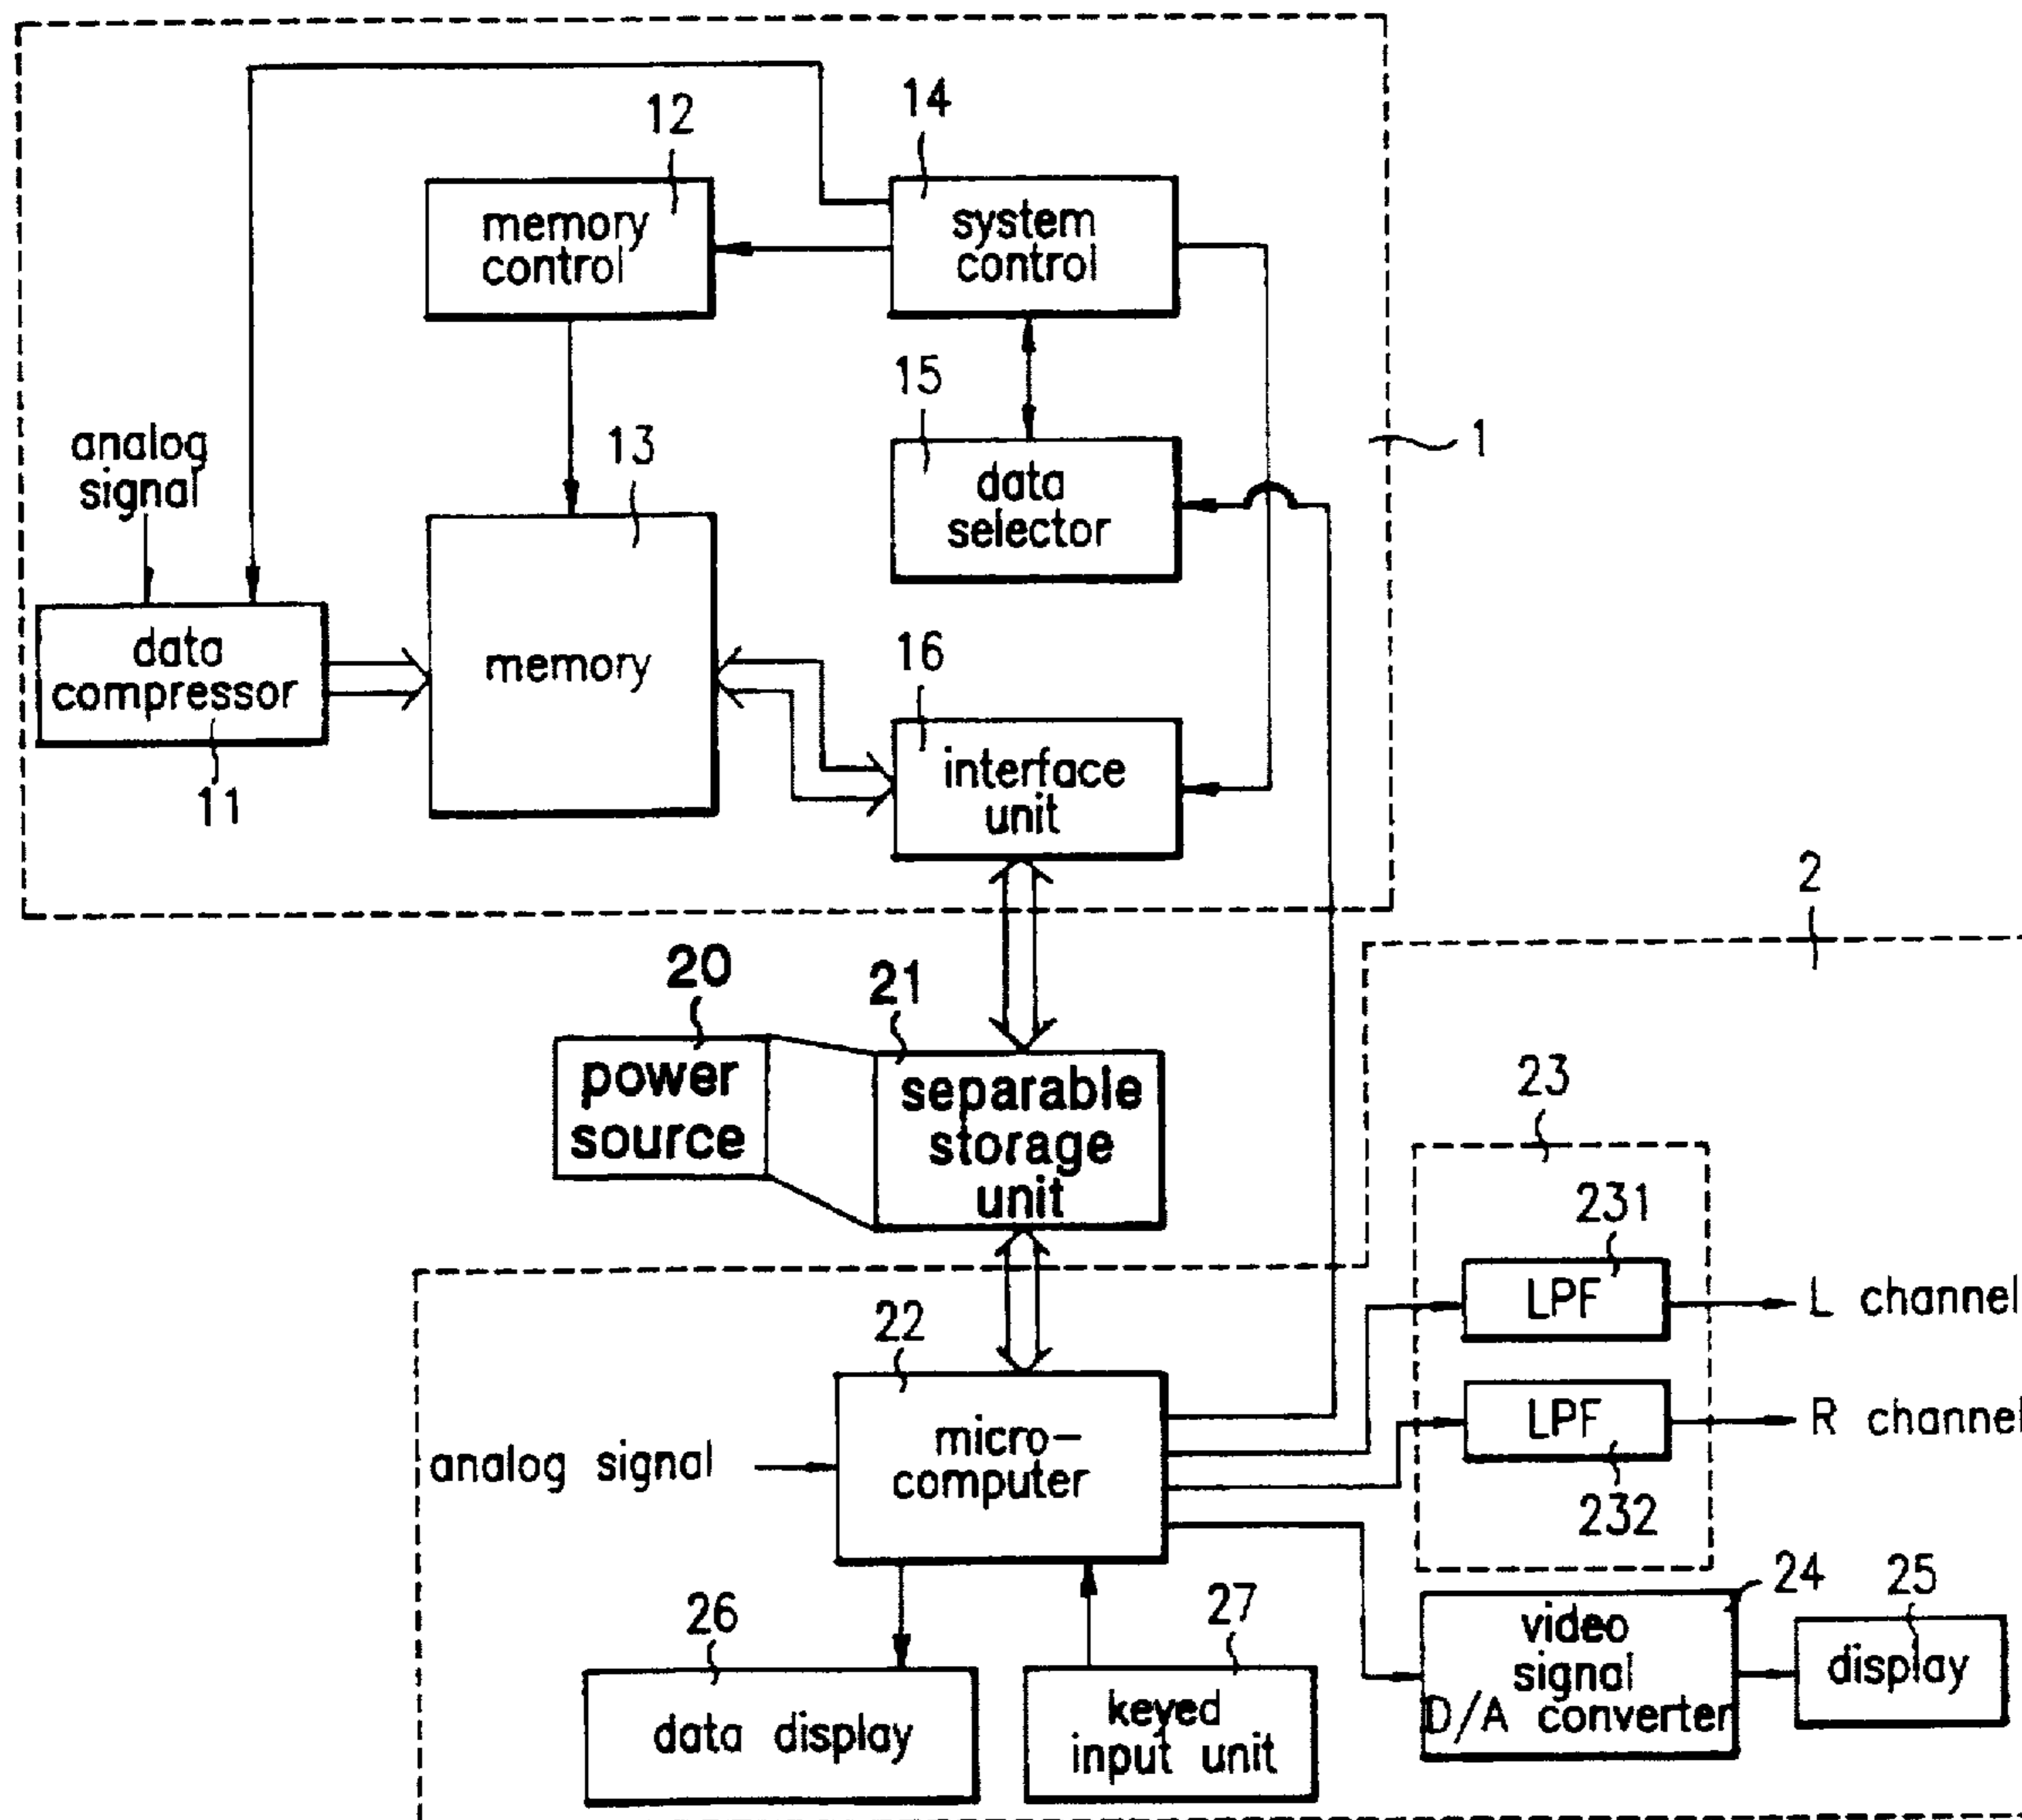 14
12
memory
control
system
control
15
analog
signal
13
1
data
selector
data
compressor
memory
16
11
interface
unit
2
20
21
power
source
separable
storage
unit
23
231
LPF
L channel
22
LPF
R channel
micro-
computer
analog signal
232
24
25
26
27
video
signal
D/A converter
display
data display
keyed
input unit